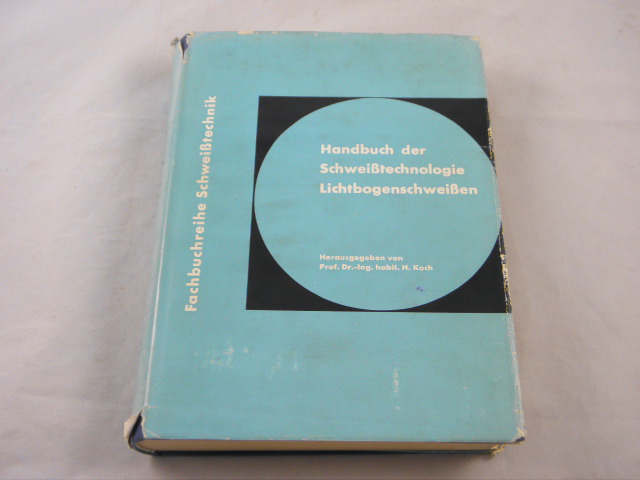 Fachbuchreihe Schweißtechnik
Handbuch der
Schweißtechnologie
Lichtbogenschweißen
Herausgegeben von
Prof. Dr.-Ing. habil. H. Koch